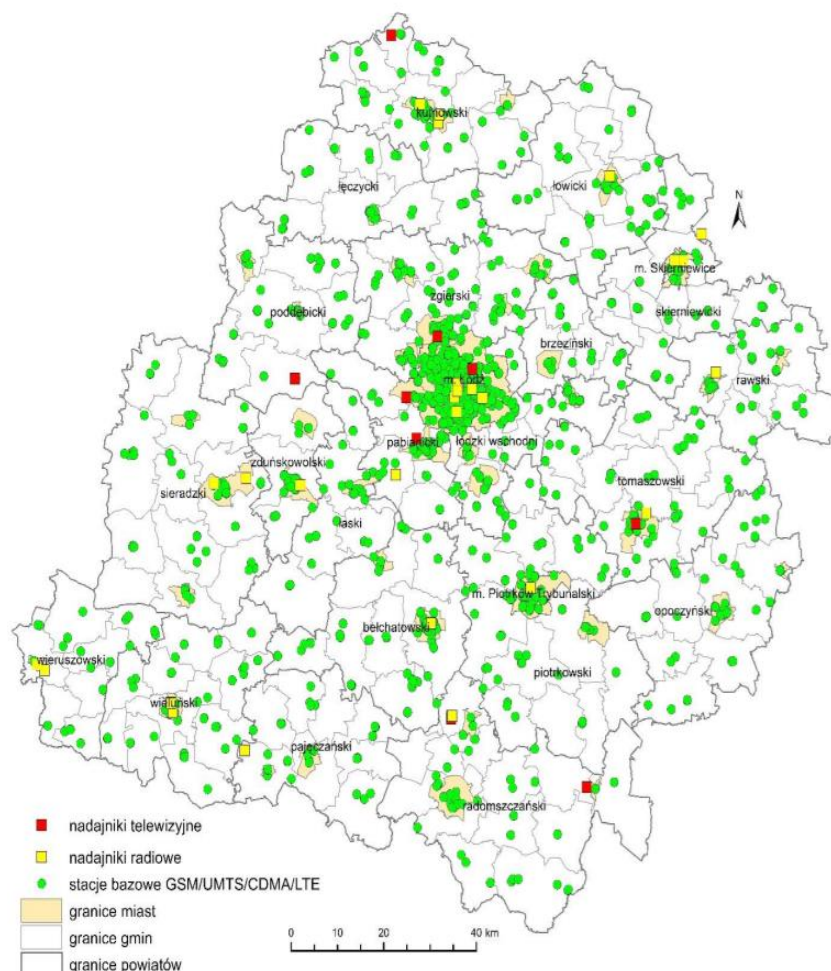 kutnowski
łęczycki
łowicki
N
m. Skierniewice
zgierski
poddębicki
skierniewicki
brzeziński
m. Łódź
rawski
pabianicki
łódzki wschodni
zduńskowolski
sieradzki
tomaszowski
łaski
m. Piotrków Trybunalski
opoczyński
bełchatowski
wieruszowski
piotrkowski
wieluński
pajęczański
radomszczański
nadajniki telewizyjne
nadajniki radiowe
stacje bazowe GSM/UMTS/CDMA/LTE
granice miast
granice gmin
granice powiatów
0 10 20 40 km